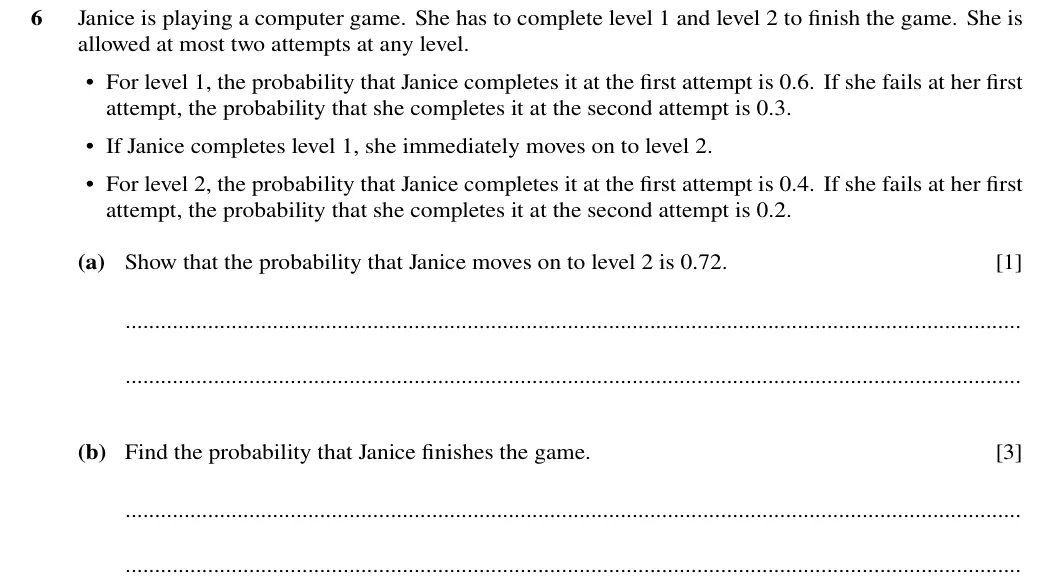 6 Janice is playing a computer game. She has to complete level 1 and level 2 to finish the game. She is
allowed at most two attempts at any level.
• For level 1, the probability that Janice completes it at the first attempt is 0.6. If she fails at her first
attempt, the probability that she completes it at the second attempt is 0.3.
• If Janice completes level 1, she immediately moves on to level 2.
• For level 2, the probability that Janice completes it at the first attempt is 0.4. If she fails at her first
attempt, the probability that she completes it at the second attempt is 0.2.
(a) Show that the probability that Janice moves on to level 2 is 0.72. [1]
(b) Find the probability that Janice finishes the game. [3]